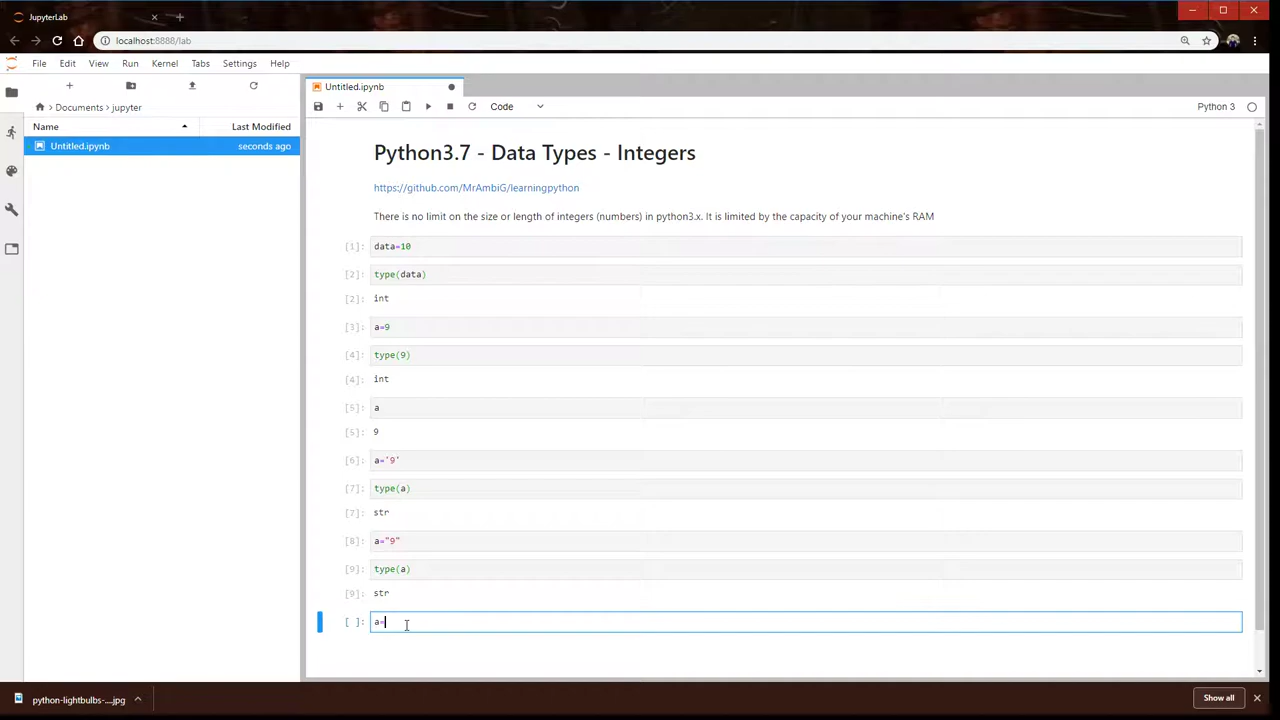 JupyterLab
localhost:8888/lab
File Edit View Run Kernel Tabs Settings Help
Documents > jupyter
Name Last Modified
Untitled.ipynb seconds ago
Untitled.ipynb
Code Python 3
Python3.7 - Data Types - Integers
https://github.com/MrAmbiG/learningpython
There is no limit on the size or length of integers (numbers) in python3.x. It is limited by the capacity of your machine's RAM
[1]: data=10
[2]: type(data)
[2]: int
[3]: a=9
[4]: type(9)
[4]: int
[5]: a
[5]: 9
[6]: a='9'
[7]: type(a)
[7]: str
[8]: a="9"
[9]: type(a)
[9]: str
[ ]: a=
python-lightbulbs-....jpg
Show all